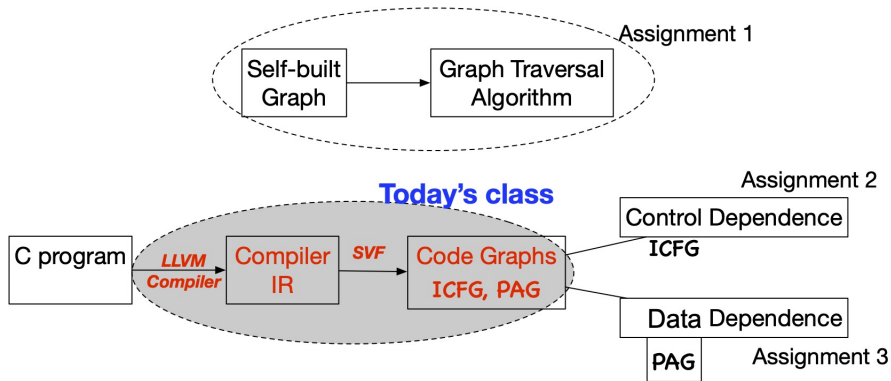 Assignment 1
Self-built
Graph
Graph Traversal
Algorithm
Today's class
Assignment 2
C program
LLVM
Compiler
Compiler
IR
SVF
Code Graphs
ICFG, PAG
Control Dependence
ICFG
Data Dependence
PAG
Assignment 3